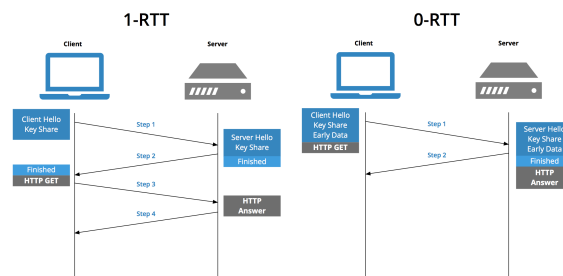 1-RTT
Client
Server
Client Hello
Key Share
Step 1
Server Hello
Key Share
Finished
Step 2
Finished
HTTP GET
Step 3
HTTP
Answer
Step 4
0-RTT
Client
Server
Client Hello
Key Share
Early Data
HTTP GET
Step 1
Server Hello
Key Share
Early Data
Finished
HTTP
Answer
Step 2